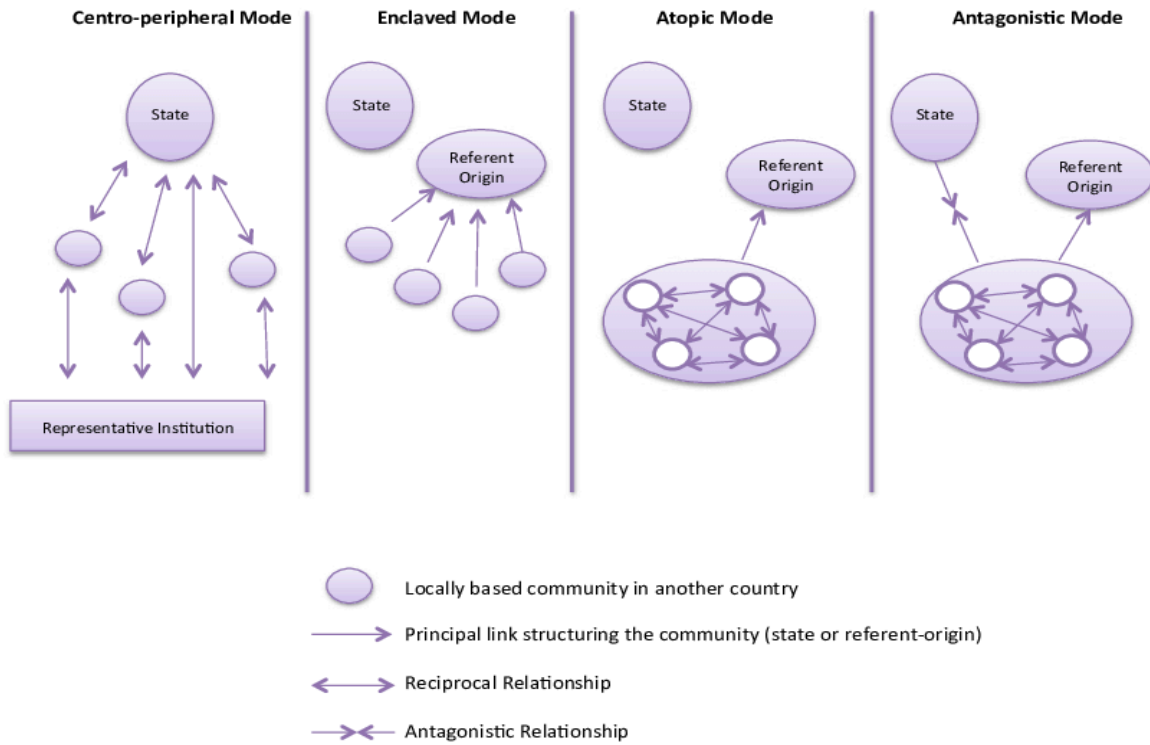 Centro-peripheral Mode
State
Representative Institution
Enclaved Mode
State
Referent
Origin
Atopic Mode
State
Referent
Origin
Antagonistic Mode
State
Referent
Origin
Locally based community in another country
Principal link structuring the community (state or referent-origin)
Reciprocal Relationship
Antagonistic Relationship